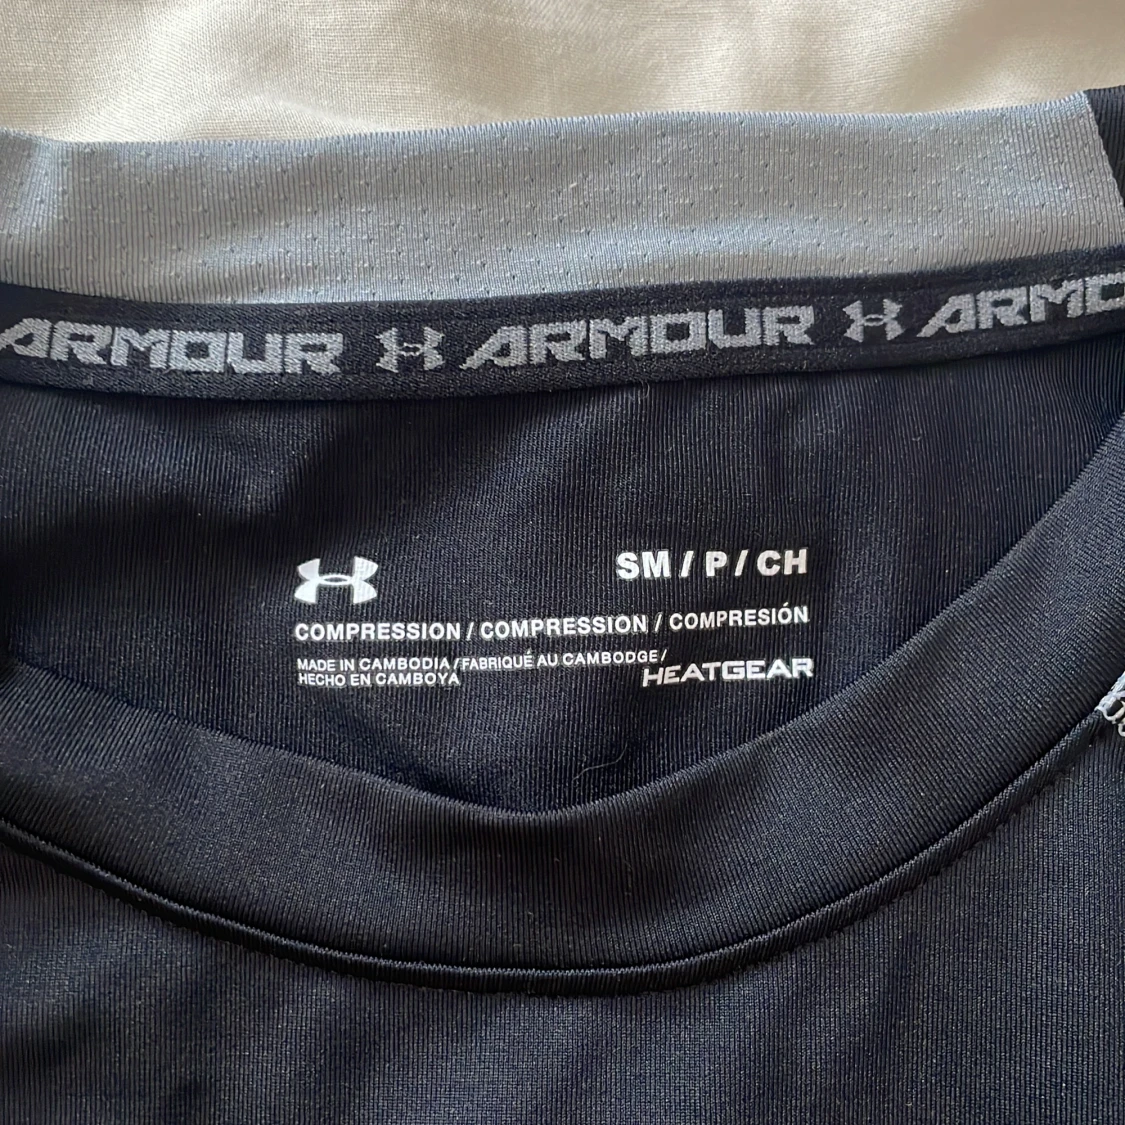 ARMOUR ARMOUR ARMO
SM / P / CH
COMPRESSION / COMPRESSION / COMPRESIÓN
MADE IN CAMBODIA / FABRIQUÉ AU CAMBODGE /
HECHO EN CAMBOYA
HEATGEAR